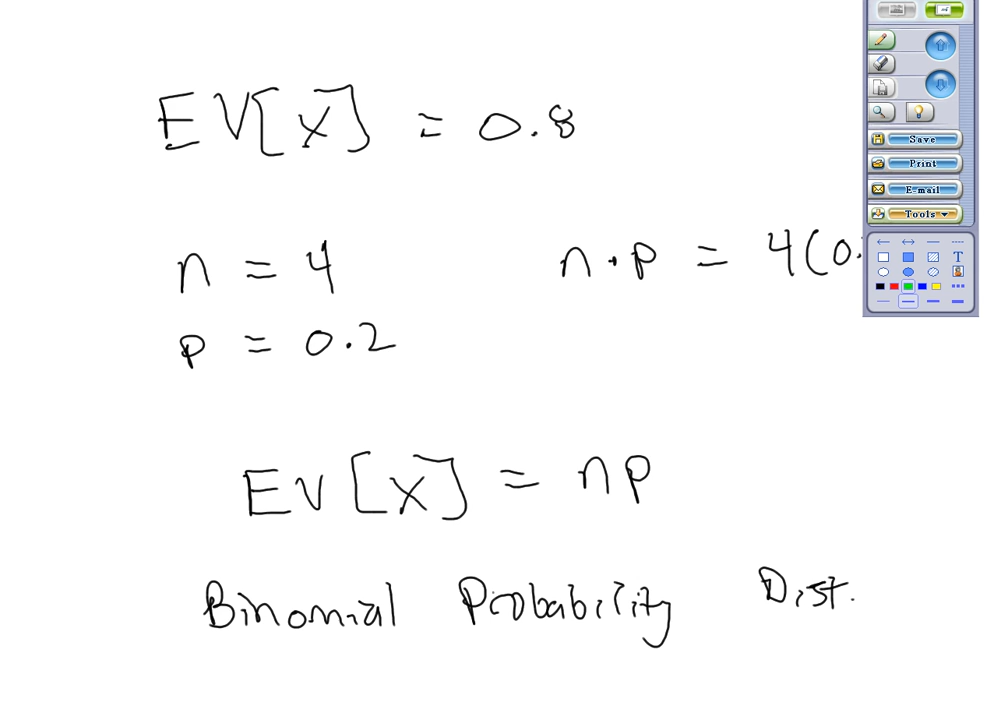 EV[X] = 0.8
n = 4
n · p = 4(0.
p = 0.2
EV[X] = np
Binomial Probability Dist.
Save
Print
E-mail
Tools
T